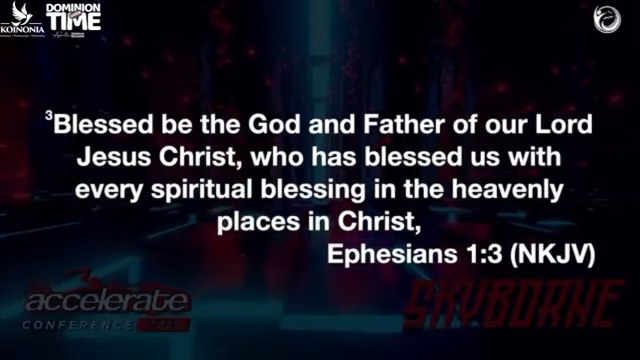 KOINONIA
DOMINION
TIME
³Blessed be the God and Father of our Lord
Jesus Christ, who has blessed us with
every spiritual blessing in the heavenly
places in Christ,
Ephesians 1:3 (NKJV)
accelerate
CONFERENCE
SKYBORNE